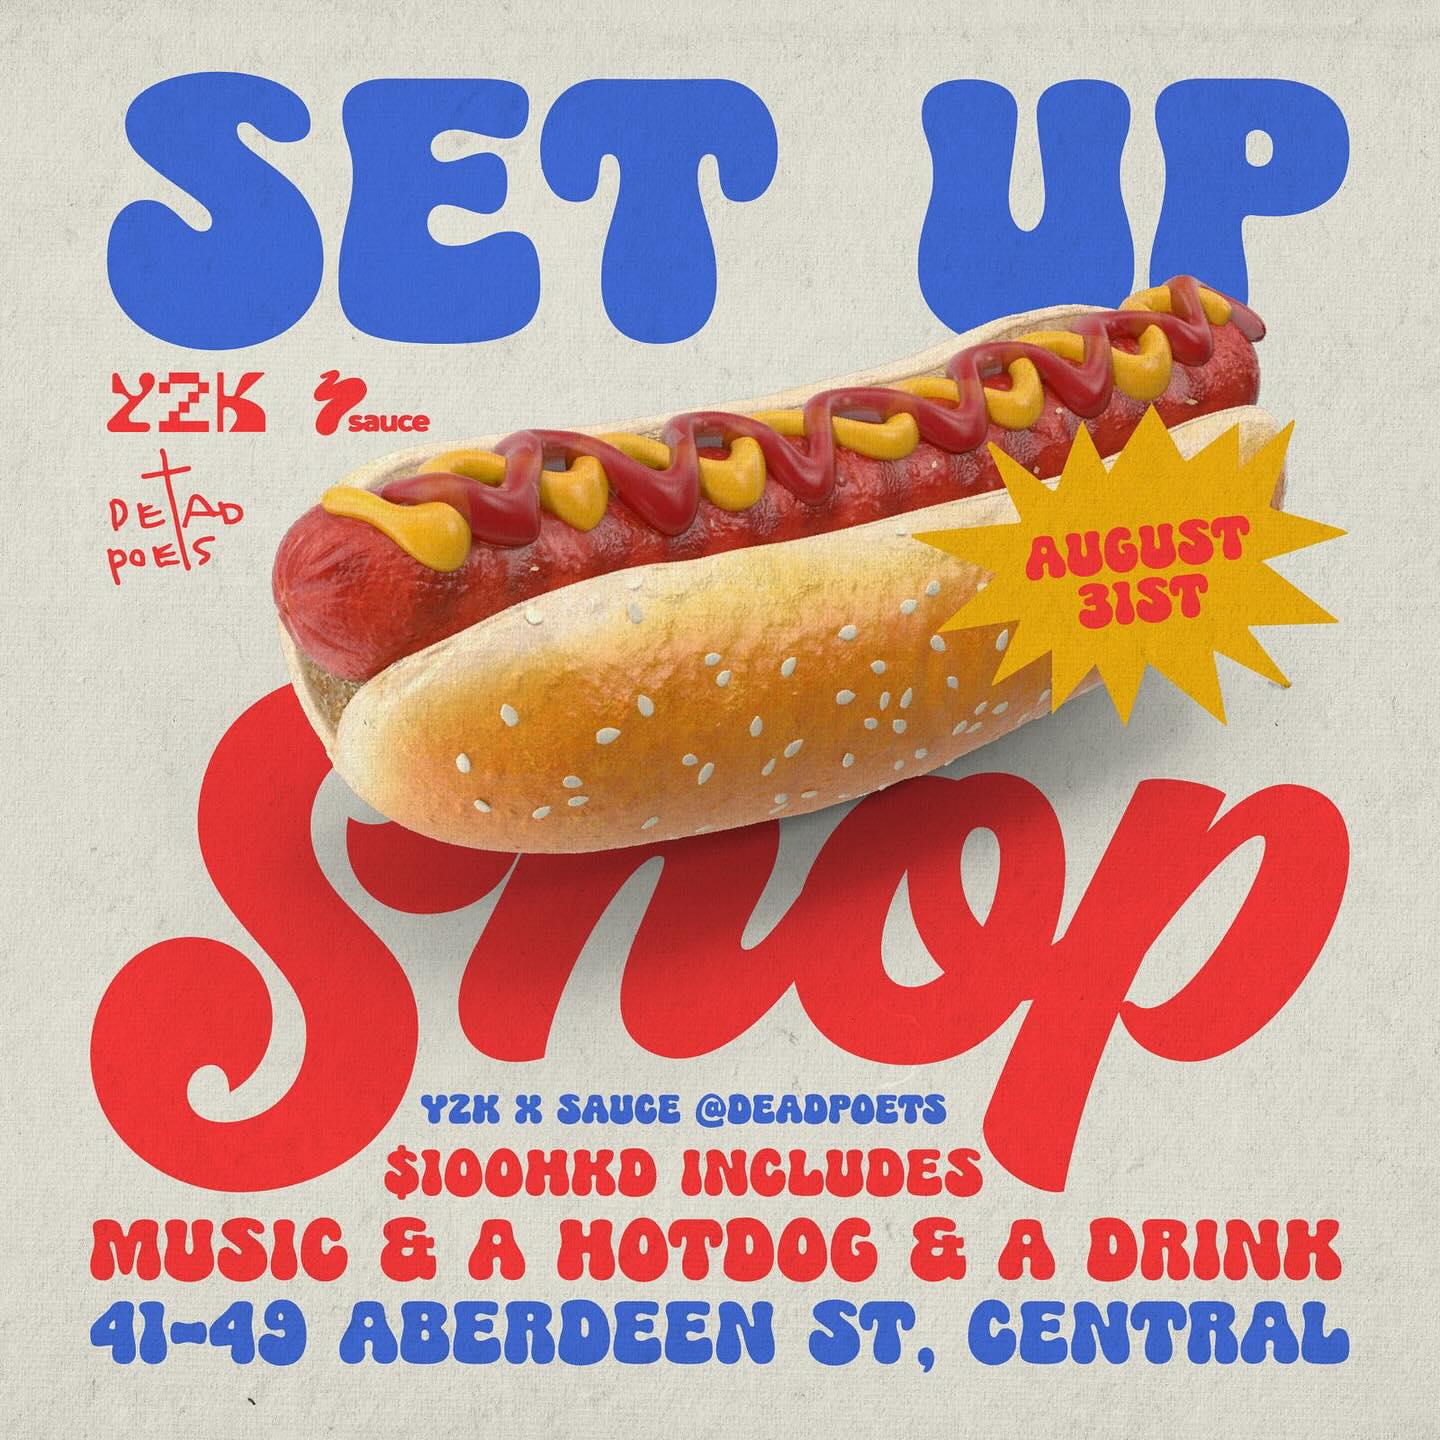 SET UP
Y2K sauce
DEAD
POETS
AUGUST
31ST
Shop
Y2K X SAUCE @DEADPOETS
$100HKD INCLUDES
MUSIC & A HOTDOG & A DRINK
41-49 ABERDEEN ST, CENTRAL